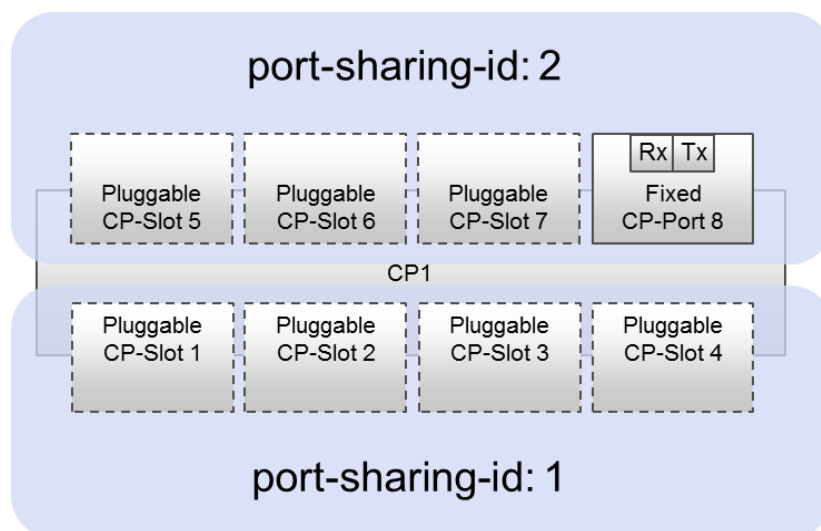 port-sharing-id: 2
Rx Tx
Pluggable
CP-Slot 5
Pluggable
CP-Slot 6
Pluggable
CP-Slot 7
Fixed
CP-Port 8
CP1
Pluggable
CP-Slot 1
Pluggable
CP-Slot 2
Pluggable
CP-Slot 3
Pluggable
CP-Slot 4
port-sharing-id: 1